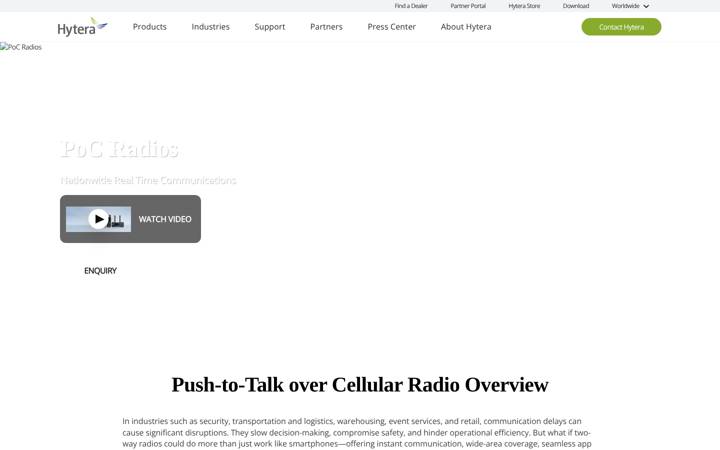 Find a Dealer
Partner Portal
Hytera Store
Download
Worldwide
Hytera
Products
Industries
Support
Partners
Press Center
About Hytera
Contact Hytera
PoC Radios
PoC Radios
Nationwide Real Time Communications
WATCH VIDEO
ENQUIRY
Push-to-Talk over Cellular Radio Overview
In industries such as security, transportation and logistics, warehousing, event services, and retail, communication delays can
cause significant disruptions. They slow decision-making, compromise safety, and hinder operational efficiency. But what if two-
way radios could do more than just work like smartphones—offering instant communication, wide-area coverage, seamless app